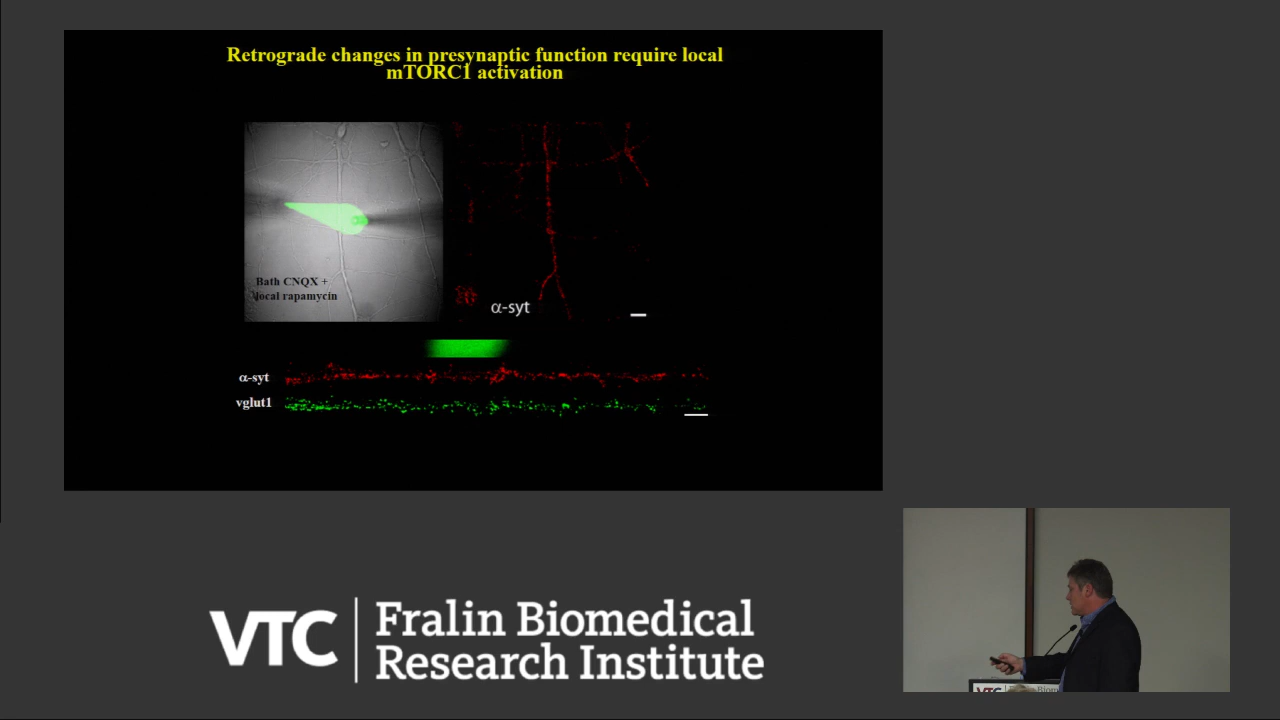 Retrograde changes in presynaptic function require local
mTORC1 activation
Bath CNQX +
local rapamycin
α-syt
α-syt
vglut1
VTC
Fralin Biomedical
Research Institute
VTC